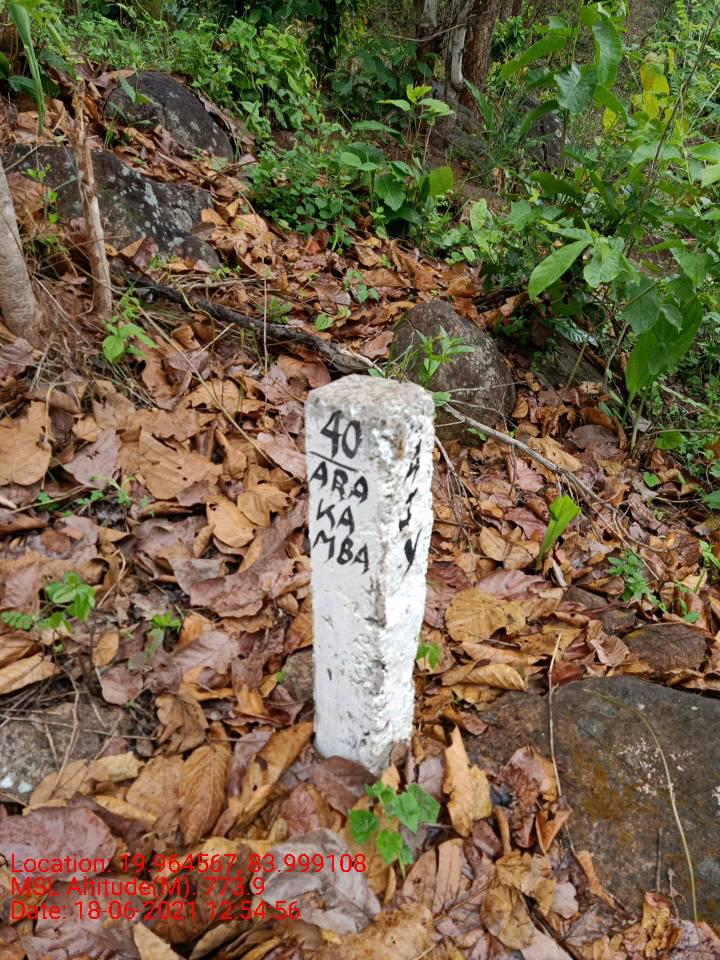 40
ARA
KA
MBA
Location: 19.964567, 83.999108
MSL Altitude(M): 773.9
Date: 18-06-2021 12:54:56